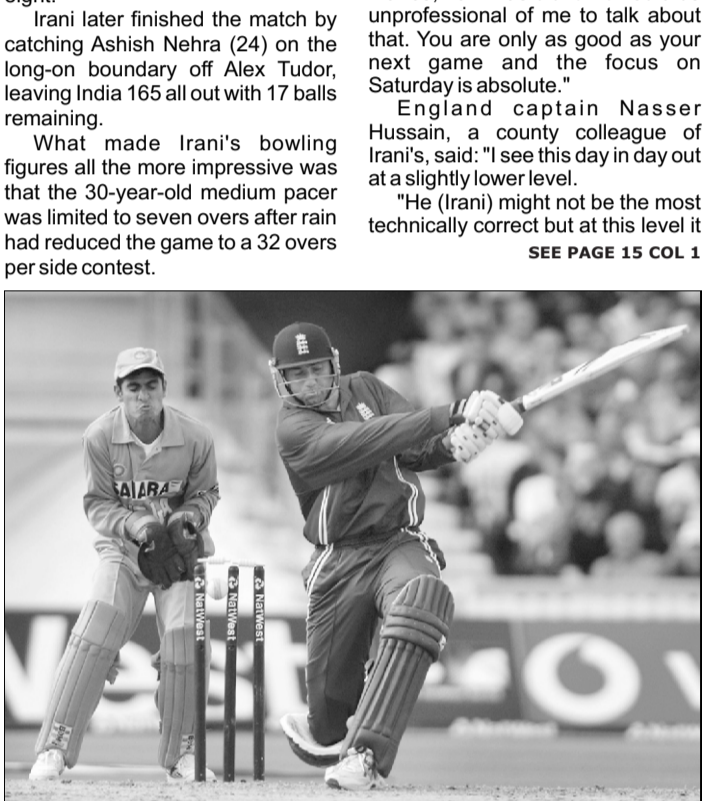 Irani later finished the match by
catching Ashish Nehra (24) on the
long-on boundary off Alex Tudor,
leaving India 165 all out with 17 balls
remaining.
What made Irani's bowling
figures all the more impressive was
that the 30-year-old medium pacer
was limited to seven overs after rain
had reduced the game to a 32 overs
per side contest.
unprofessional of me to talk about
that. You are only as good as your
next game and the focus on
Saturday is absolute."
England captain Nasser
Hussain, a county colleague of
Irani's, said: "I see this day in day out
at a slightly lower level.
"He (Irani) might not be the most
technically correct but at this level it
SEE PAGE 15 COL 1
NatWest
NatWest
NatWest